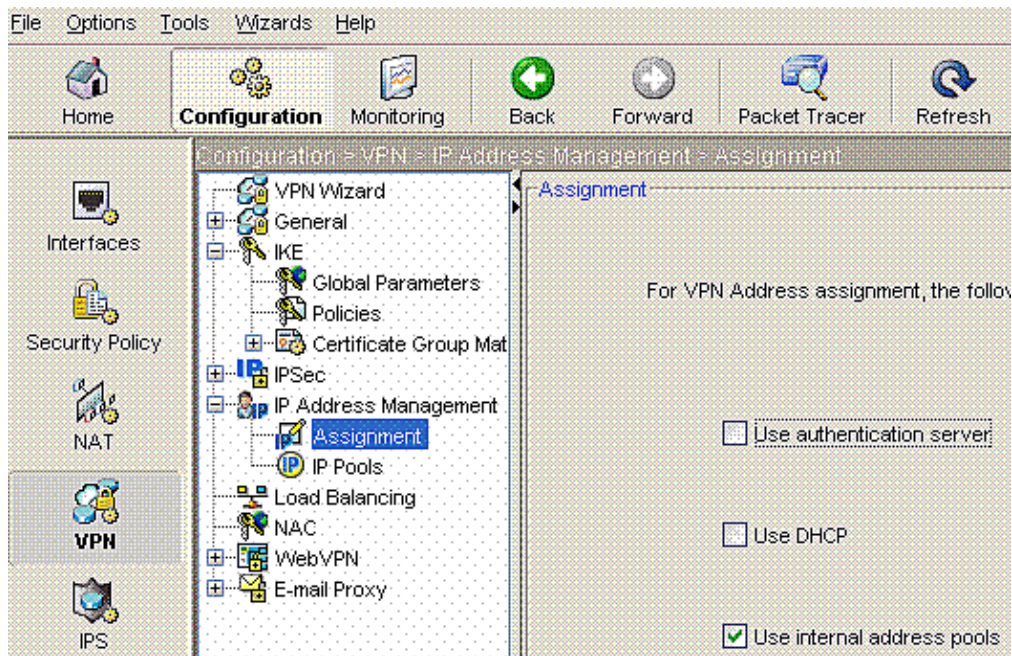 File Options Tools Wizards Help
Home Configuration Monitoring Back Forward Packet Tracer Refresh
Configuration > VPN > IP Address Management > Assignment
Interfaces
Security Policy
NAT
VPN
IPS
VPN Wizard
General
IKE
Global Parameters
Policies
Certificate Group Mat
IPSec
IP Address Management
Assignment
IP Pools
Load Balancing
NAC
WebVPN
E-mail Proxy
Assignment
For VPN Address assignment, the follov
Use authentication server
Use DHCP
Use internal address pools